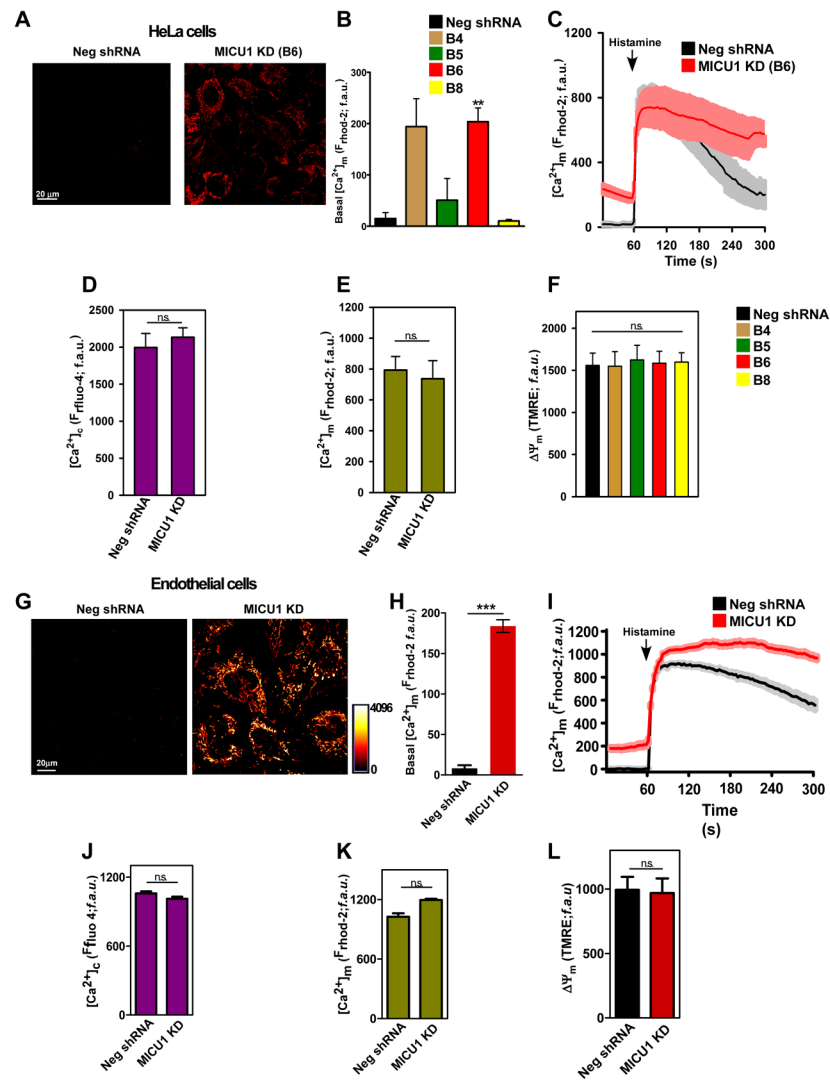 A
HeLa cells
Neg shRNA
MICU1 KD (B6)
20 μm
B
Neg shRNA
B4
B5
B6
B8
Basal [Ca²⁺]m (Frhod-2; f.a.u.)
300
200
100
0
**
C
Neg shRNA
MICU1 KD (B6)
Histamine
[Ca²⁺]m (Frhod-2; f.a.u.)
1200
800
400
0
0 60 120 180 240 300
Time (s)
D
[Ca²⁺]c (Frfluo-4; f.a.u.)
2500
2000
1500
1000
500
0
n.s.
Neg shRNA
MICU1 KD
E
[Ca²⁺]m (Frhod-2; f.a.u.)
1200
1000
800
600
400
200
0
n.s.
Neg shRNA
MICU1 KD
F
ΔΨm (TMRE; f.a.u.)
2000
1500
1000
500
0
n.s.
Neg shRNA
B4
B5
B6
B8
Endothelial cells
G
Neg shRNA
MICU1 KD
20μm
4096
0
H
Basal [Ca²⁺]m (Frhod-2 f.a.u.)
200
150
100
50
0
***
Neg shRNA
MICU1 KD
I
Neg shRNA
MICU1 KD
Histamine
[Ca²⁺]m (Frhod-2;f.a.u.)
1200
1000
800
600
400
200
0
60 120 180 240 300
Time
(s)
J
[Ca²⁺]C (Ffluo 4;f.a.u.)
1200
600
0
n.s.
Neg shRNA
MICU1 KD
K
[Ca²⁺]m (Frhod-2;f.a.u.)
1200
600
0
n.s.
Neg shRNA
MICU1 KD
L
ΔΨm (TMRE;f.a.u)
1000
500
0
n.s.
Neg shRNA
MICU1 KD